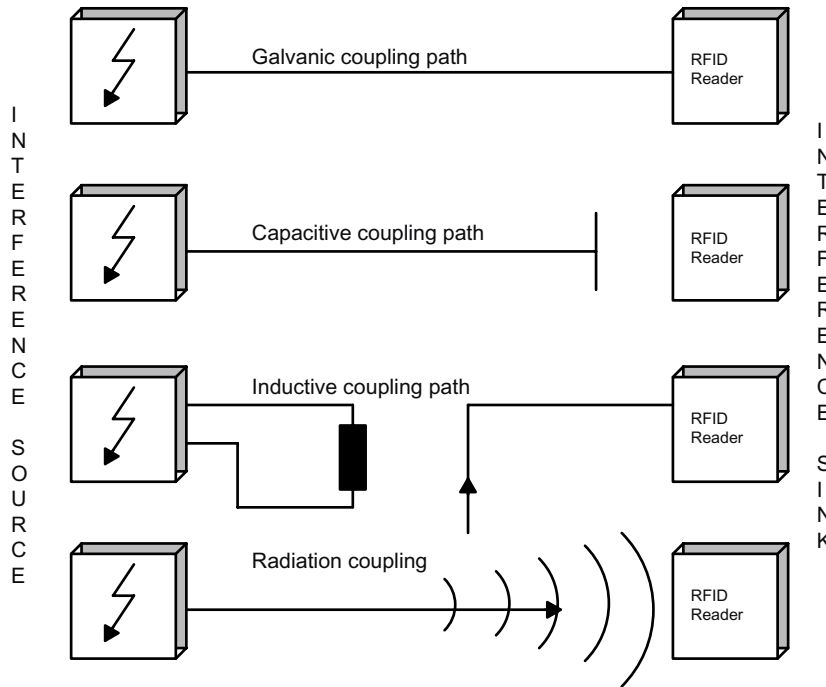 INTERFERENCE SOURCE
Galvanic coupling path
RFID
Reader
Capacitive coupling path
RFID
Reader
Inductive coupling path
RFID
Reader
Radiation coupling
RFID
Reader
INTERFERENCE SINK